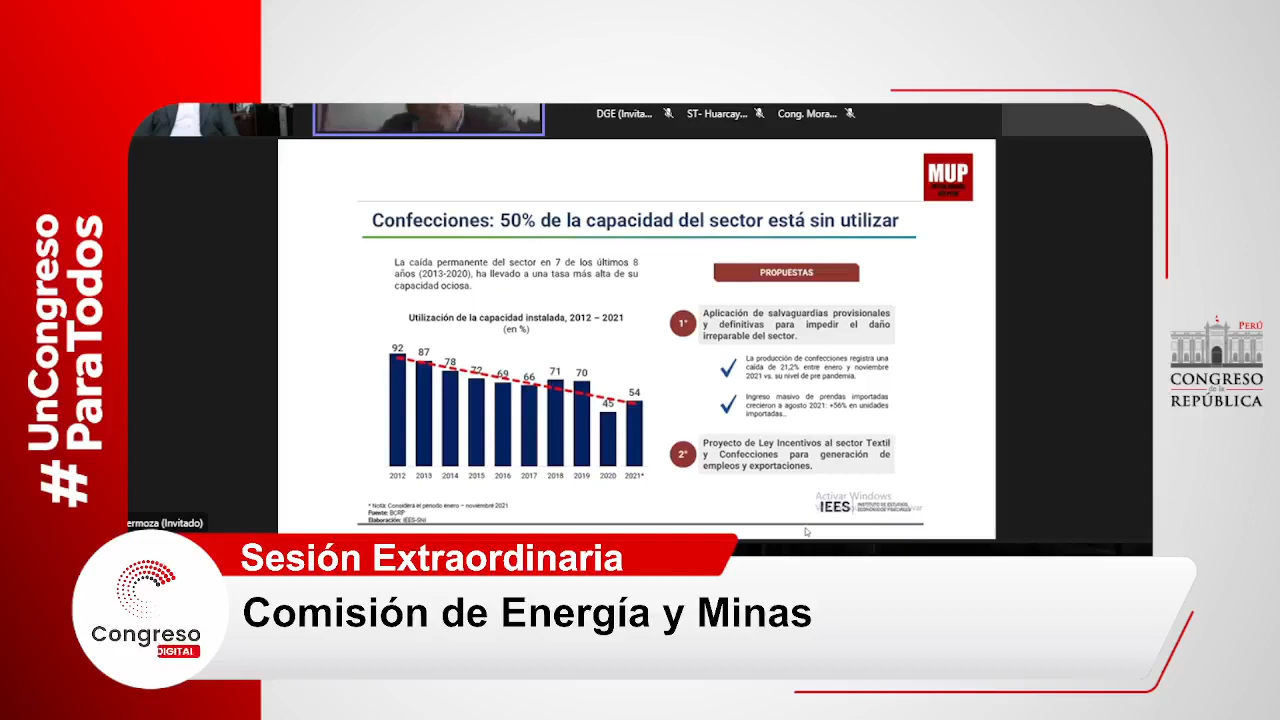 #UnCongreso
ParaTodos
DGE (Invita...
ST- Huarcay...
Cong. Mora...
MUP
Confecciones: 50% de la capacidad del sector está sin utilizar
La caída permanente del sector en 7 de los últimos 8
años (2013-2020), ha llevado a una tasa más alta de su
capacidad ociosa.
Utilización de la capacidad instalada, 2012 – 2021
(en %)
92 87 78 72 69 66 71 70 45 54
2012 2013 2014 2015 2016 2017 2018 2019 2020 2021*
* Nota: Considera el periodo enero – noviembre 2021
Fuente: BCRP
Elaboración: IEES-SNI
PROPUESTAS
1°
Aplicación de salvaguardias provisionales
y definitivas para impedir el daño
irreparable del sector.
La producción de confecciones registra una
caída de 21,2% entre enero y noviembre
2021 vs. su nivel de pre pandemia.
Ingreso masivo de prendas importadas
crecieron a agosto 2021: +56% en unidades
importadas..
2°
Proyecto de Ley Incentivos al sector Textil
y Confecciones para generación de
empleos y exportaciones.
Activar Windows
IEES
ermoza (Invitado)
PERÚ
CONGRESO
de la
REPÚBLICA
Sesión Extraordinaria
Comisión de Energía y Minas
Congreso
DIGITAL